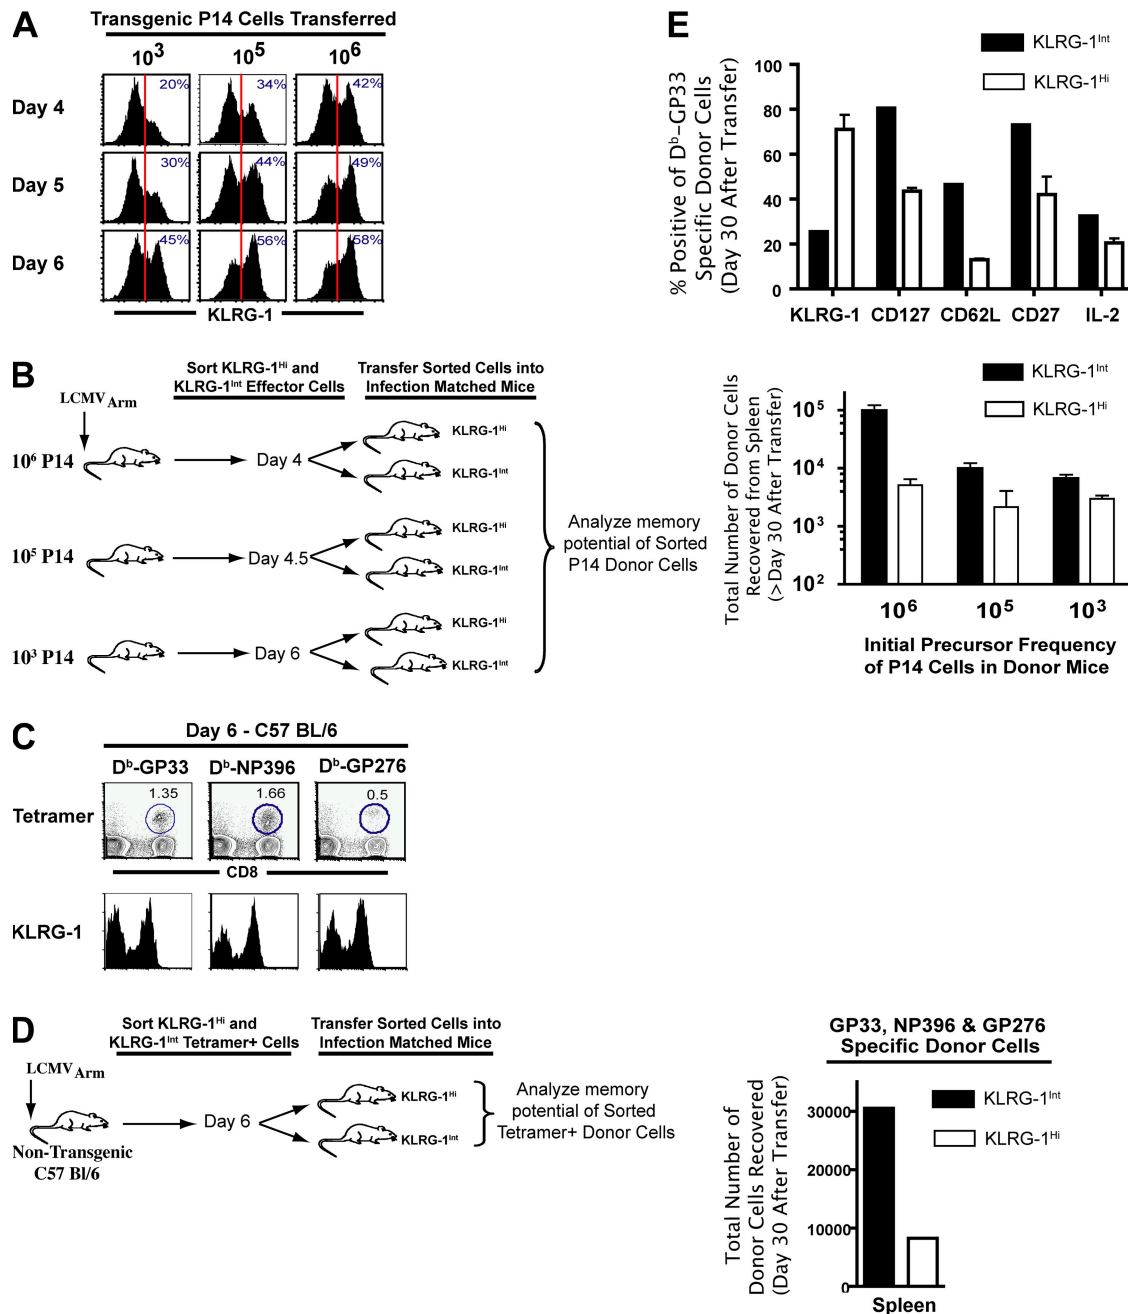 A
Transgenic P14 Cells Transferred
10³ 10⁵ 10⁶
Day 4 20% 34% 42%
Day 5 30% 44% 49%
Day 6 45% 56% 58%
KLRG-1
B
Sort KLRG-1ᴴⁱ and
KLRG-1ᴵⁿᵗ Effector Cells
Transfer Sorted Cells into
Infection Matched Mice
LCMV Arm
10⁶ P14
Day 4
KLRG-1ᴴⁱ
KLRG-1ᴵⁿᵗ
10⁵ P14
Day 4.5
KLRG-1ᴴⁱ
KLRG-1ᴵⁿᵗ
10³ P14
Day 6
KLRG-1ᴴⁱ
KLRG-1ᴵⁿᵗ
Analyze memory
potential of Sorted
P14 Donor Cells
Total Number of Donor Cells
Recovered from Spleen
(>Day 30 After Transfer)
KLRG-1ᴵⁿᵗ
KLRG-1ᴴⁱ
10⁵
10⁴
10³
10²
10⁶ 10⁵ 10³
Initial Precursor Frequency
of P14 Cells in Donor Mice
C
Day 6 - C57 BL/6
Dᵇ-GP33 Dᵇ-NP396 Dᵇ-GP276
Tetramer
1.35 1.66 0.5
CD8
KLRG-1
D
Sort KLRG-1ᴴⁱ and
KLRG-1ᴵⁿᵗ Tetramer+ Cells
Transfer Sorted Cells into
Infection Matched Mice
LCMV Arm
Non-Transgenic
C57 Bl/6
Day 6
KLRG-1ᴴⁱ
KLRG-1ᴵⁿᵗ
Analyze memory
potential of Sorted
Tetramer+ Donor Cells
GP33, NP396 & GP276
Specific Donor Cells
Total Number of
Donor Cells Recovered
(Day 30 After Transfer)
KLRG-1ᴵⁿᵗ
KLRG-1ᴴⁱ
30000
20000
10000
0
Spleen
E
KLRG-1ᴵⁿᵗ
KLRG-1ᴴⁱ
% Positive of Dᵇ-GP33
Specific Donor Cells
(Day 30 After Transfer)
100
80
60
40
20
0
KLRG-1 CD127 CD62L CD27 IL-2